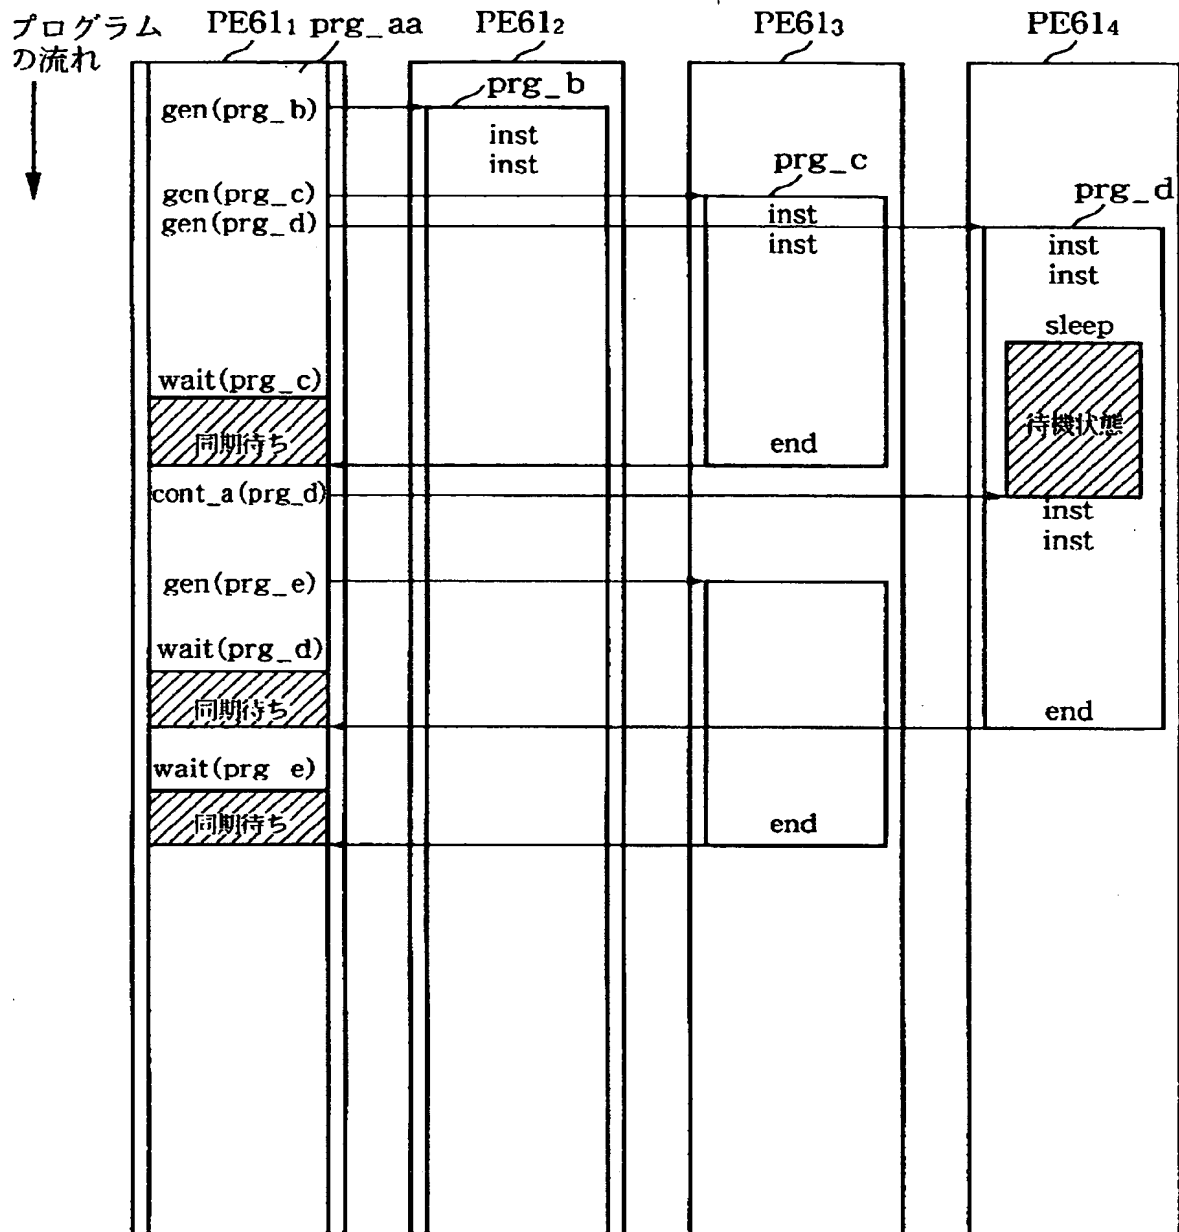 プログラム
の流れ
PE61₁ prg_aa
PE61₂
PE61₃
PE61₄
gen(prg_b)
prg_b
inst
inst
gen(prg_c)
prg_c
gen(prg_d)
inst
inst
prg_d
inst
inst
sleep
wait(prg_c)
同期待ち
end
待機状態
cont_a(prg_d)
inst
inst
gen(prg_e)
wait(prg_d)
同期待ち
end
wait(prg e)
同期待ち
end